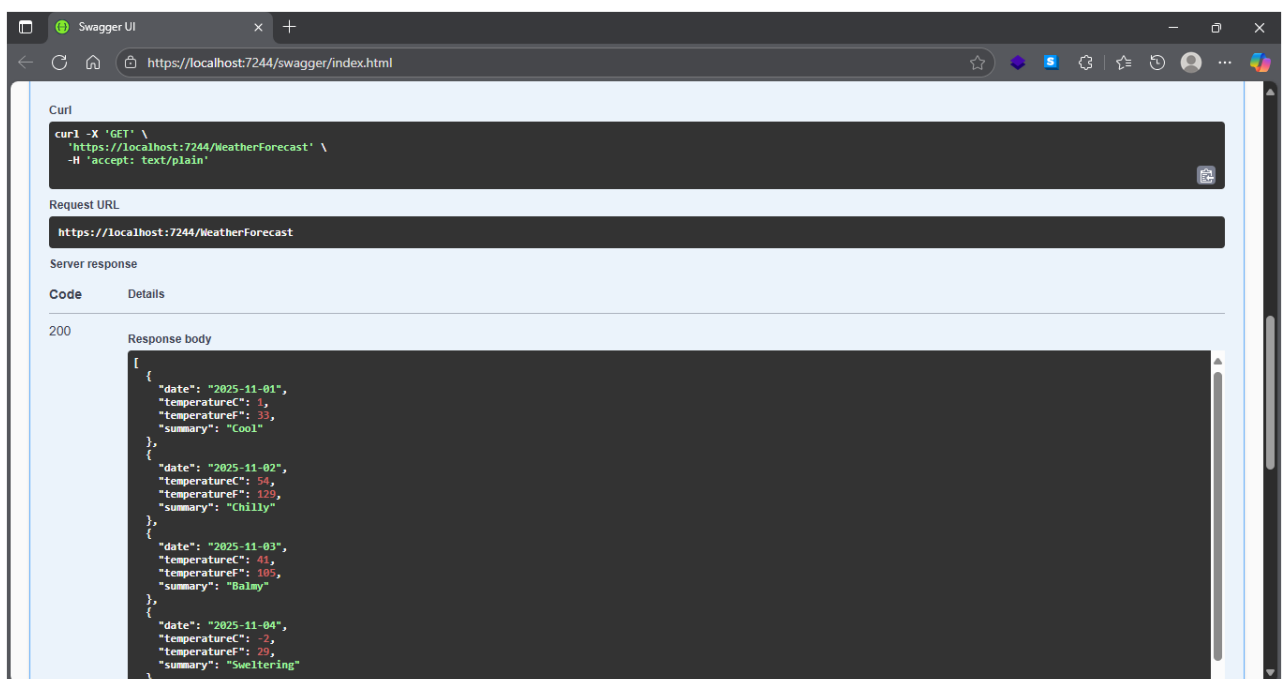 Swagger UI
https://localhost:7244/swagger/index.html
Curl
curl -X 'GET' \
'https://localhost:7244/WeatherForecast' \
-H 'accept: text/plain'
Request URL
https://localhost:7244/WeatherForecast
Server response
Code Details
200
Response body
[
{
"date": "2025-11-01",
"temperatureC": 1,
"temperatureF": 33,
"summary": "Cool"
},
{
"date": "2025-11-02",
"temperatureC": 54,
"temperatureF": 129,
"summary": "Chilly"
},
{
"date": "2025-11-03",
"temperatureC": 41,
"temperatureF": 105,
"summary": "Balmy"
},
{
"date": "2025-11-04",
"temperatureC": -2,
"temperatureF": 29,
"summary": "Sweltering"
}